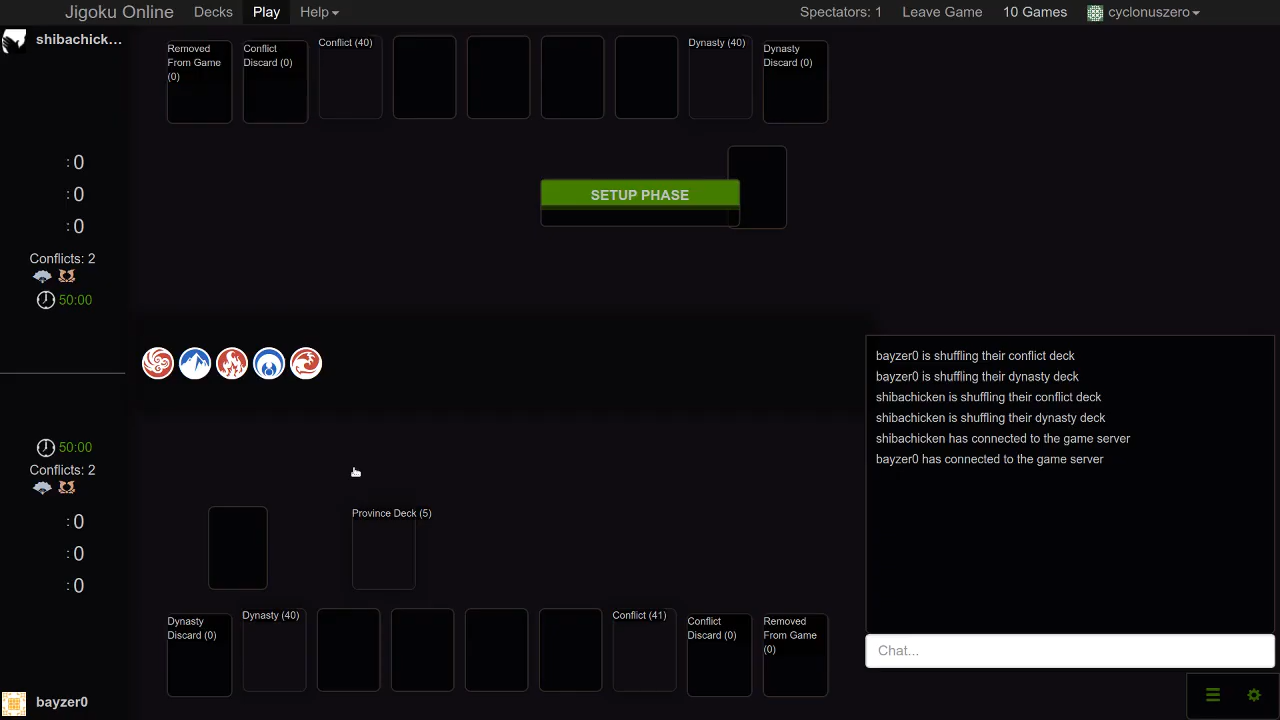 Jigoku Online
Decks
Play
Help
Spectators: 1
Leave Game
10 Games
cyclonuszero
shibachick...
Removed From Game (0)
Conflict Discard (0)
Conflict (40)
Dynasty (40)
Dynasty Discard (0)
: 0
: 0
: 0
Conflicts: 2
50:00
SETUP PHASE
bayzer0 is shuffling their conflict deck
bayzer0 is shuffling their dynasty deck
shibachicken is shuffling their conflict deck
shibachicken is shuffling their dynasty deck
shibachicken has connected to the game server
bayzer0 has connected to the game server
50:00
Conflicts: 2
: 0
: 0
: 0
Province Deck (5)
Dynasty Discard (0)
Dynasty (40)
Conflict (41)
Conflict Discard (0)
Removed From Game (0)
Chat...
bayzer0